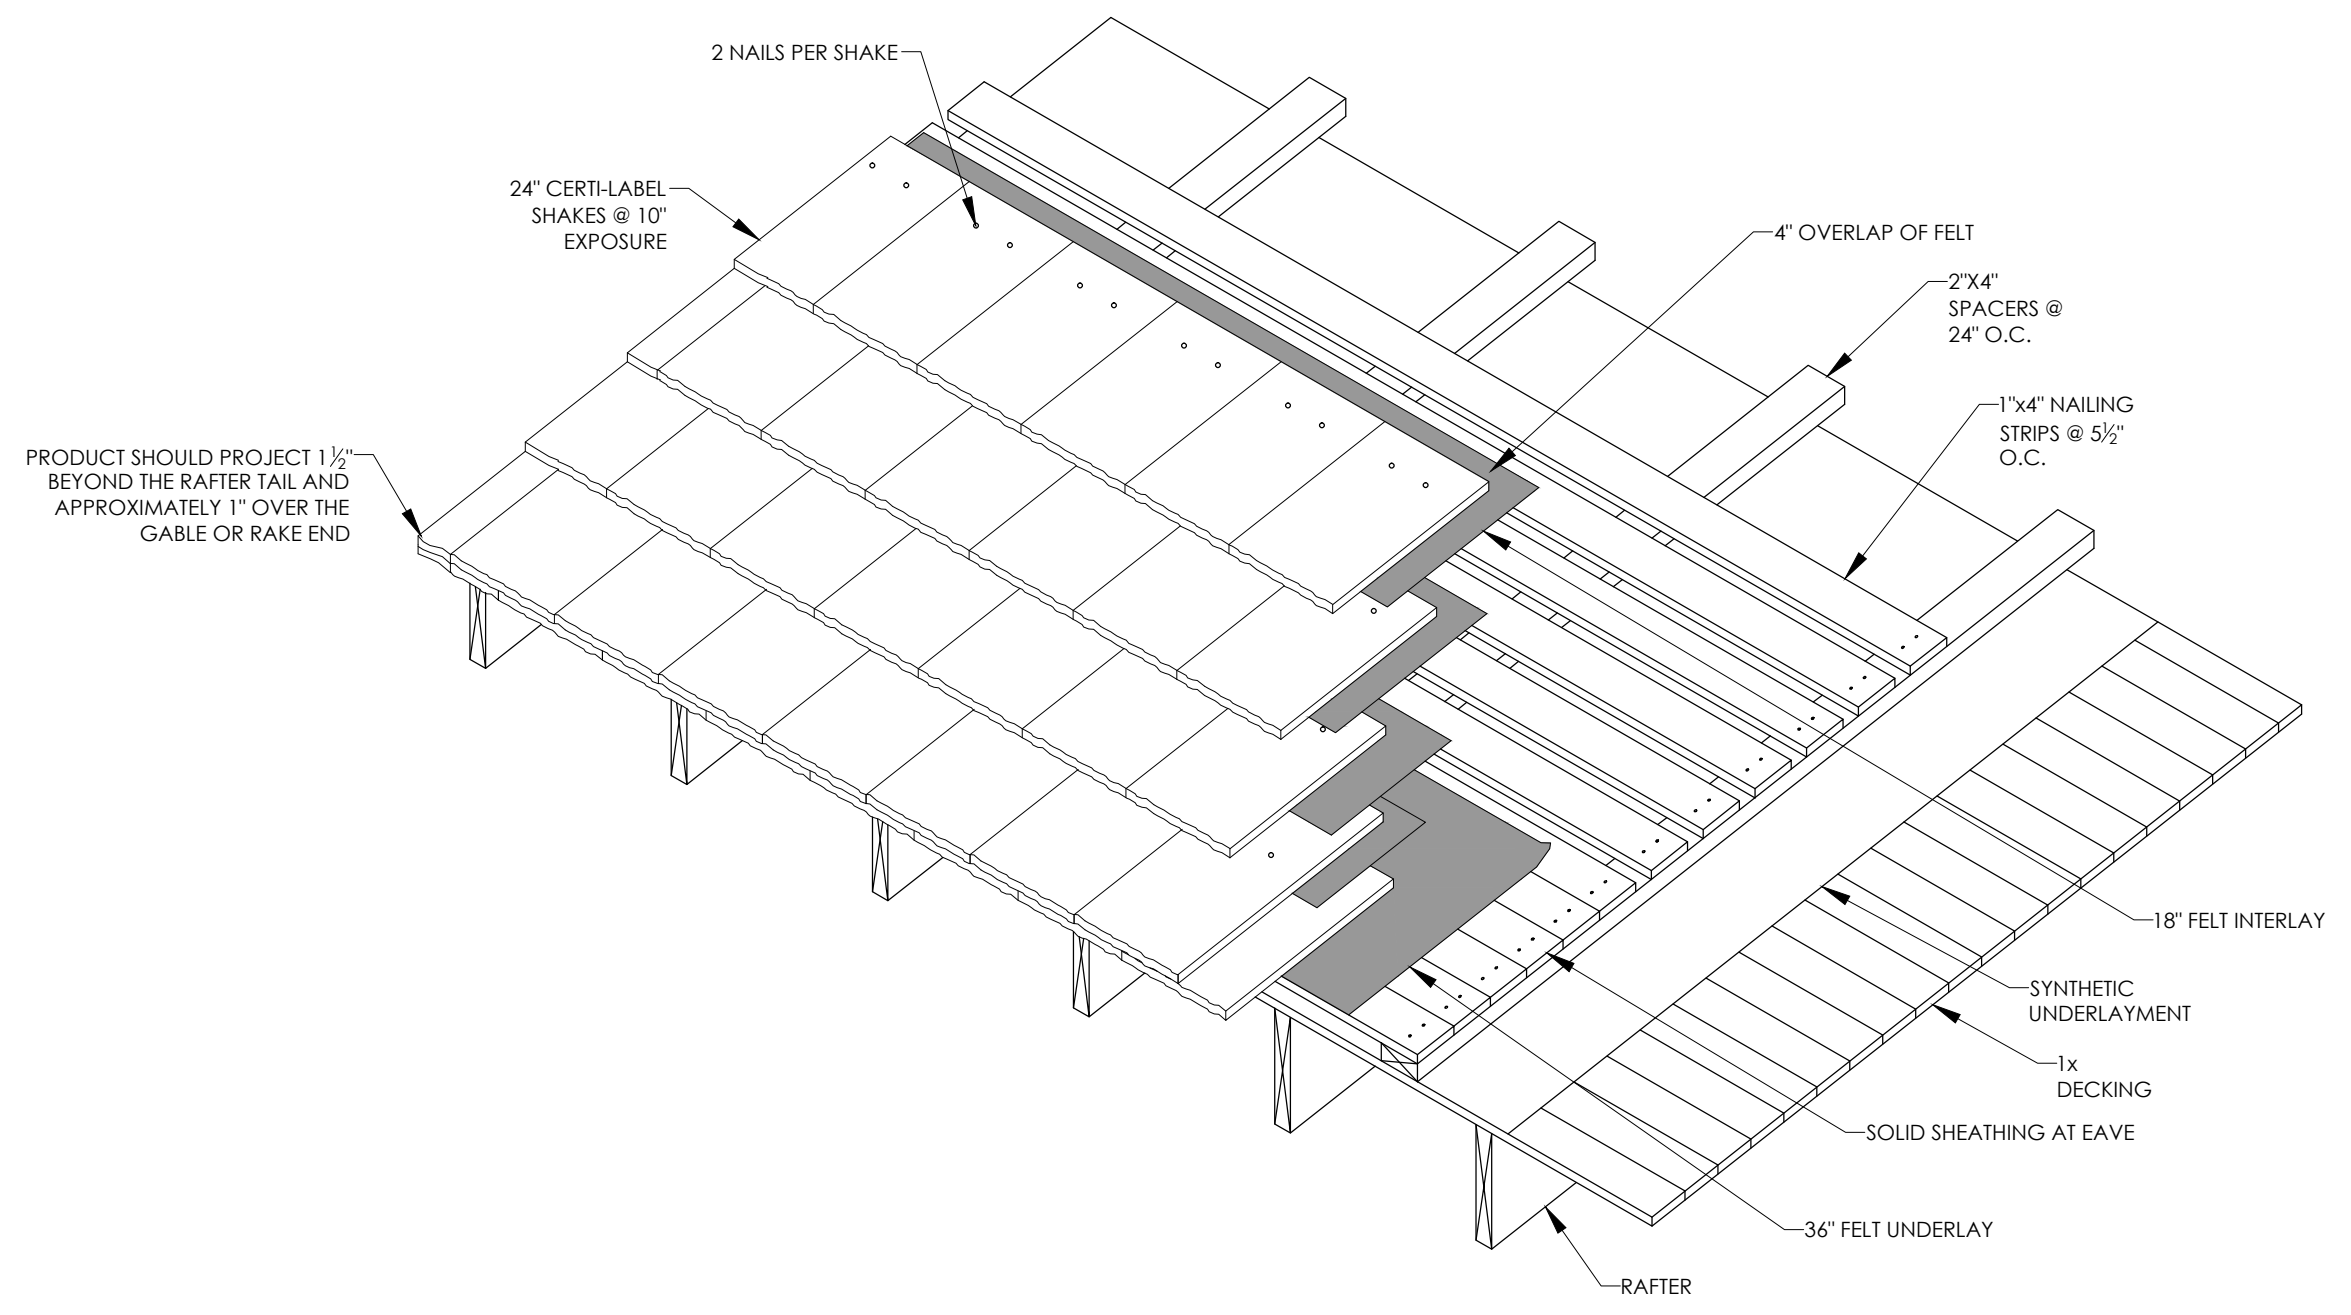 2 NAILS PER SHAKE
24" CERTI-LABEL
SHAKES @ 10"
EXPOSURE
4" OVERLAP OF FELT
2"X4"
SPACERS @
24" O.C.
1"x4" NAILING
STRIPS @ 5½"
O.C.
PRODUCT SHOULD PROJECT 1½"
BEYOND THE RAFTER TAIL AND
APPROXIMATELY 1" OVER THE
GABLE OR RAKE END
18" FELT INTERLAY
SYNTHETIC
UNDERLAYMENT
1x
DECKING
SOLID SHEATHING AT EAVE
36" FELT UNDERLAY
RAFTER